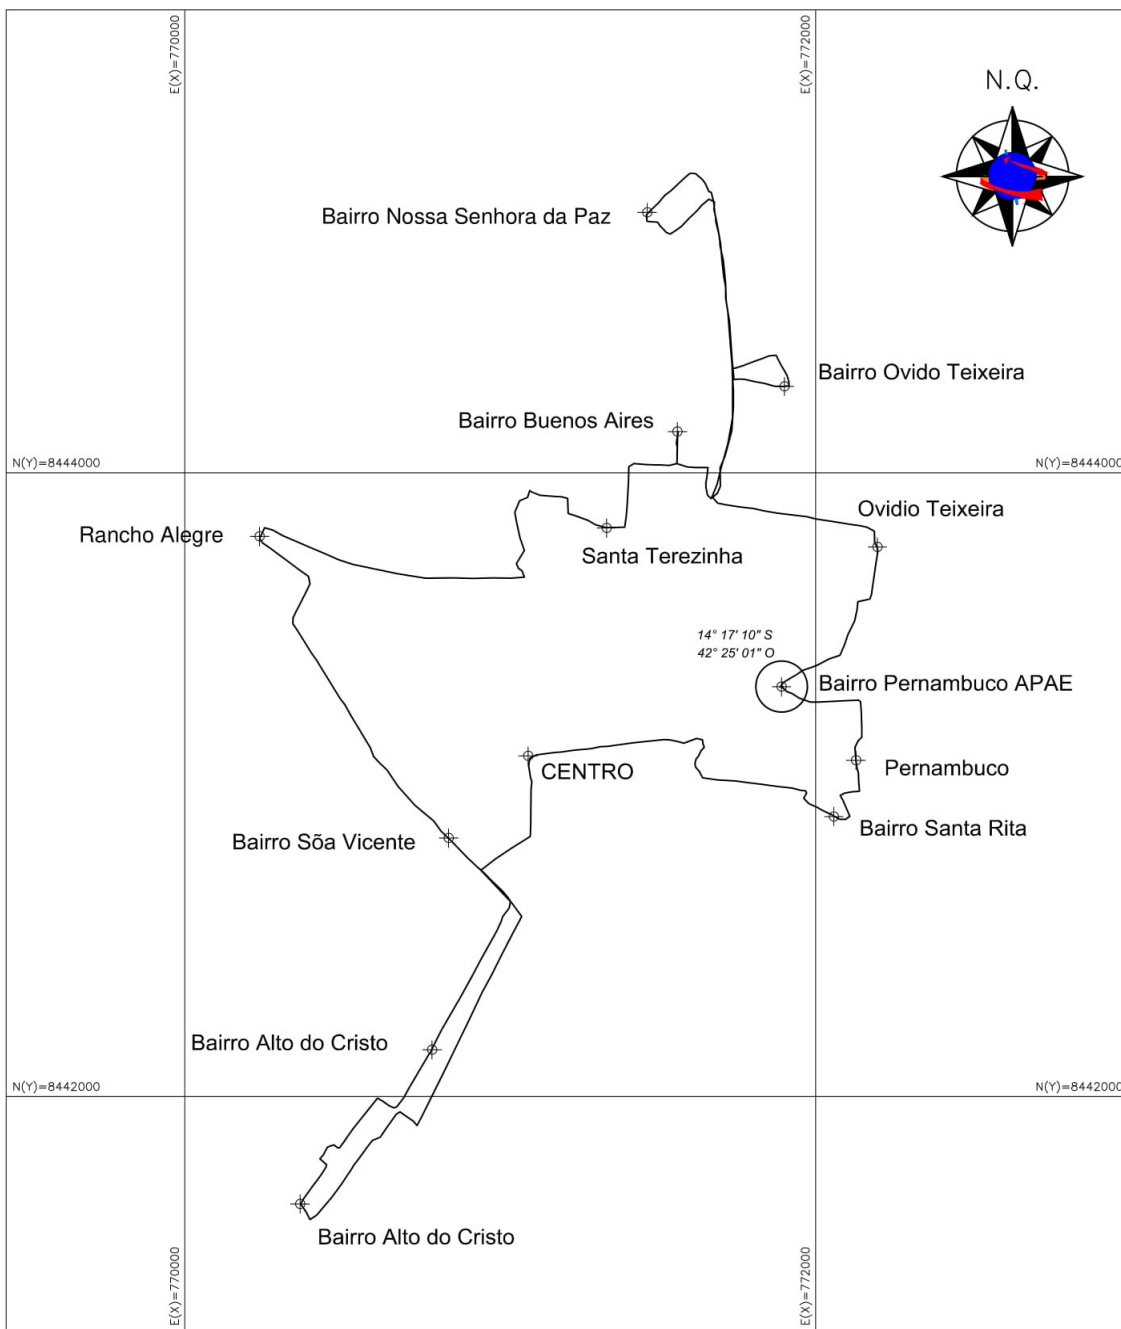 E(X)=770000
E(X)=772000
N.Q.
Bairro Nossa Senhora da Paz
Bairro Ovido Teixeira
Bairro Buenos Aires
N(Y)=8444000
N(Y)=8444000
Ovidio Teixeira
Rancho Alegre
Santa Terezinha
14° 17' 10" S
42° 25' 01" O
Bairro Pernambuco APAE
CENTRO
Pernambuco
Bairro Santa Rita
Bairro Sõa Vicente
Bairro Alto do Cristo
N(Y)=8442000
N(Y)=8442000
Bairro Alto do Cristo
E(X)=770000
E(X)=772000